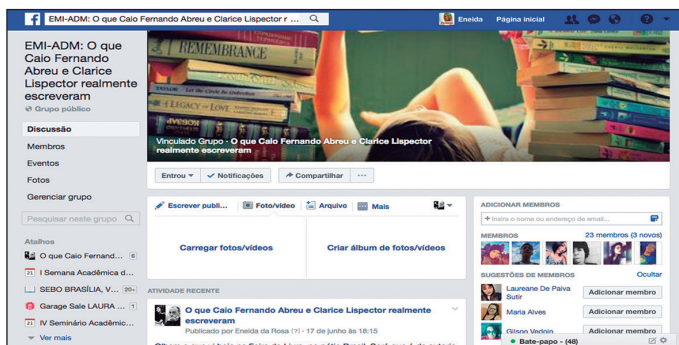 EMI-ADM: O que Caio Fernando Abreu e Clarice Lispector r ...
Eneida
Página inicial
EMI-ADM: O que
Caio Fernando
Abreu e Clarice
Lispector realmente
escreveram
Grupo público
Discussão
Membros
Eventos
Fotos
Gerenciar grupo
Pesquisar neste grupo
Atalhos
O que Caio Fernand... 6
I Semana Acadêmica d...
SEBO BRASÍLIA, V... 20+
Garage Sale LAURA ... 1
IV Seminário Acadêmic...
Ver mais
REMEMBRANCE
A LEGACY OF LOVE
Vinculado Grupo - O que Caio Fernando Abreu e Clarice Lispector
realmente escreveram
Entrou
Notificações
Compartilhar
...
Escrever publi...
Foto/vídeo
Arquivo
Mais
Carregar fotos/vídeos
Criar álbum de fotos/vídeos
ATIVIDADE RECENTE
O que Caio Fernando Abreu e Clarice Lispector realmente
escreveram
Publicado por Eneida da Rosa [?] · 17 de junho às 18:15
ADICIONAR MEMBROS
+ Insira o nome ou endereço de email...
MEMBROS
23 membros (3 novos)
SUGESTÕES DE MEMBROS
Ocultar
Laureane De Paiva
Sutir
Adicionar membro
Maria Alves
Adicionar membro
Gilson Vedoin
Adicionar membro
Bate-papo - (48)